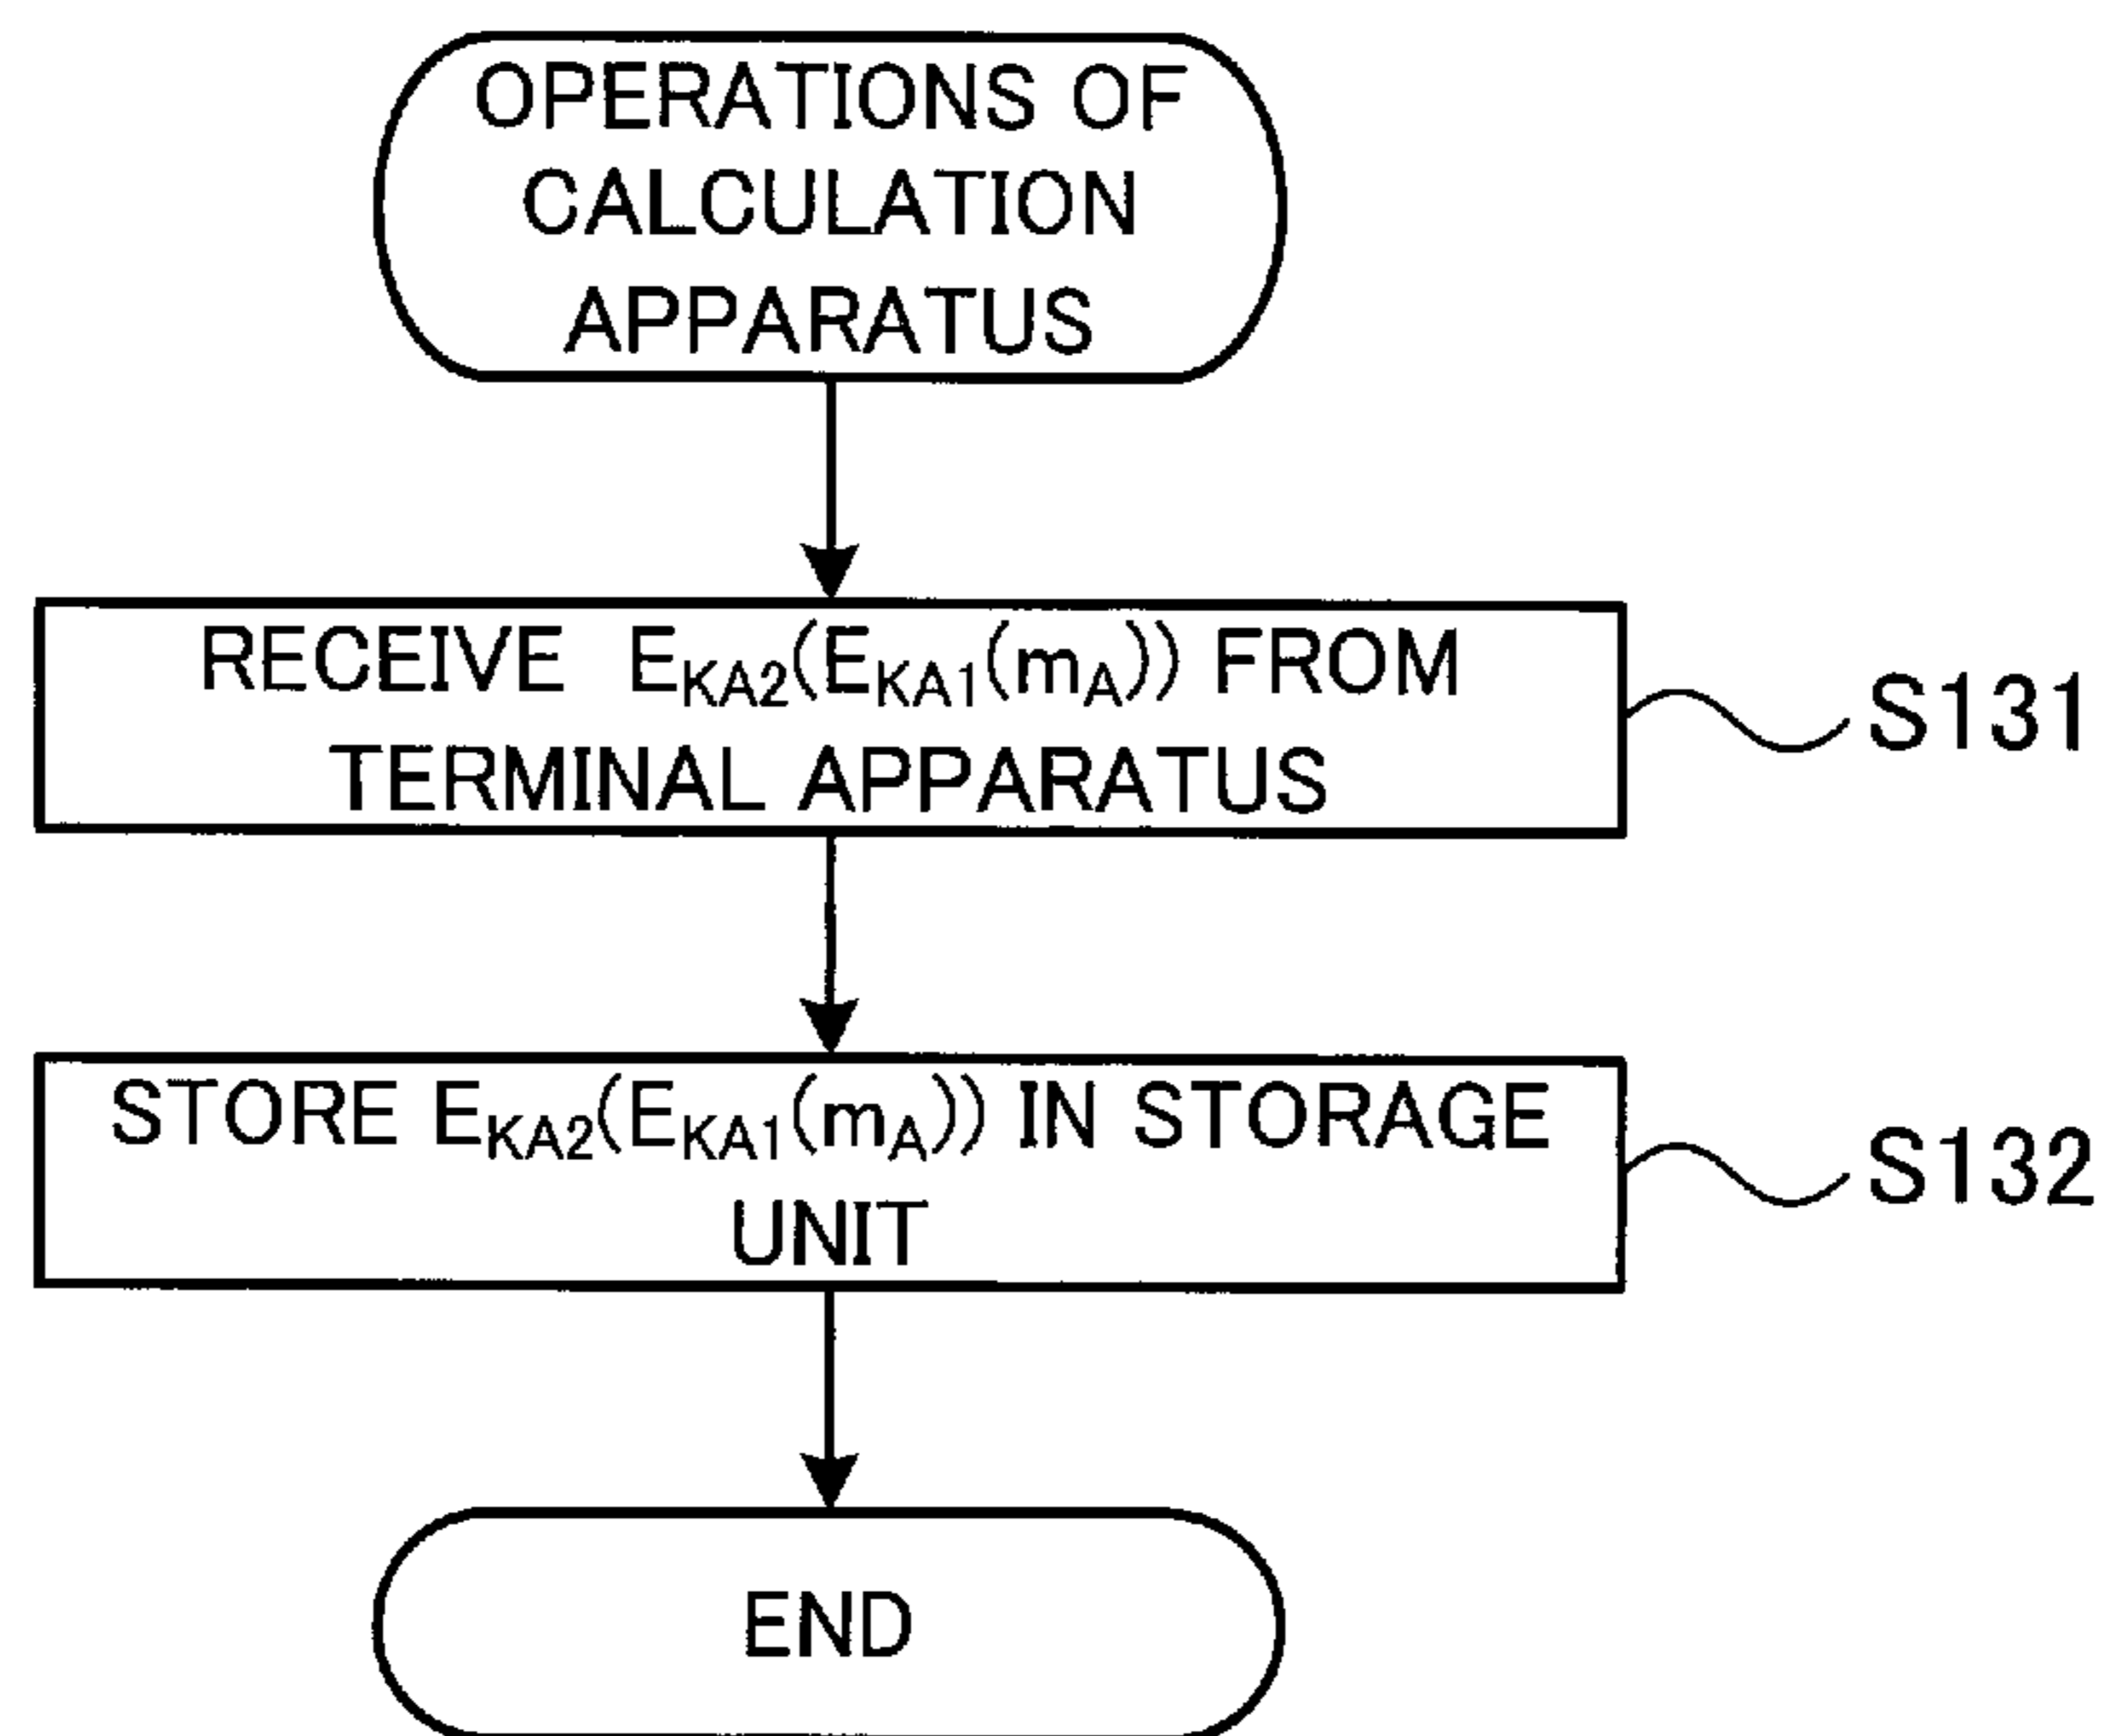 OPERATIONS OF
CALCULATION
APPARATUS
RECEIVE E_KA2(E_KA1(m_A)) FROM
TERMINAL APPARATUS
S131
STORE E_KA2(E_KA1(m_A)) IN STORAGE
UNIT
S132
END